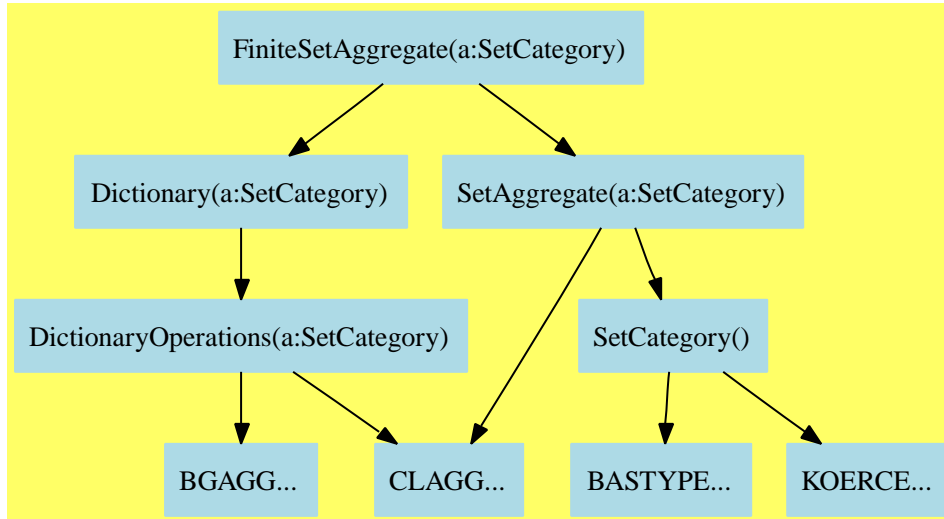 FiniteSetAggregate(a:SetCategory)
Dictionary(a:SetCategory)
SetAggregate(a:SetCategory)
DictionaryOperations(a:SetCategory)
SetCategory()
BGAGG...
CLAGG...
BASTYPE...
KOERCE...